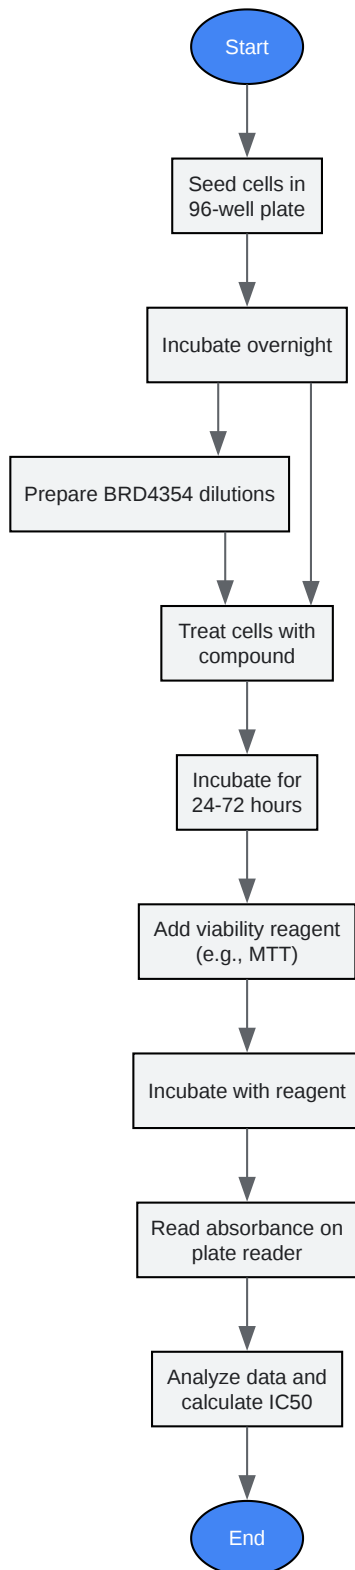 Start
Seed cells in
96-well plate
Incubate overnight
Prepare BRD4354 dilutions
Treat cells with
compound
Incubate for
24-72 hours
Add viability reagent
(e.g., MTT)
Incubate with reagent
Read absorbance on
plate reader
Analyze data and
calculate IC50
End